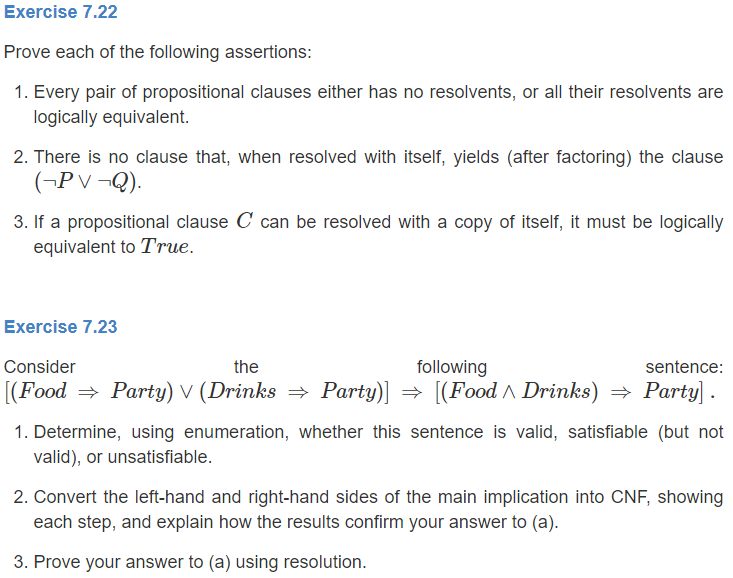 Exercise 7.22
Prove each of the following assertions:
1. Every pair of propositional clauses either has no resolvents, or all their resolvents are
logically equivalent.
2. There is no clause that, when resolved with itself, yields (after factoring) the clause
(¬P ∨ ¬Q).
3. If a propositional clause C can be resolved with a copy of itself, it must be logically
equivalent to True.
Exercise 7.23
Consider the following sentence:
[(Food ⇒ Party) ∨ (Drinks ⇒ Party)] ⇒ [(Food ∧ Drinks) ⇒ Party] .
1. Determine, using enumeration, whether this sentence is valid, satisfiable (but not
valid), or unsatisfiable.
2. Convert the left-hand and right-hand sides of the main implication into CNF, showing
each step, and explain how the results confirm your answer to (a).
3. Prove your answer to (a) using resolution.